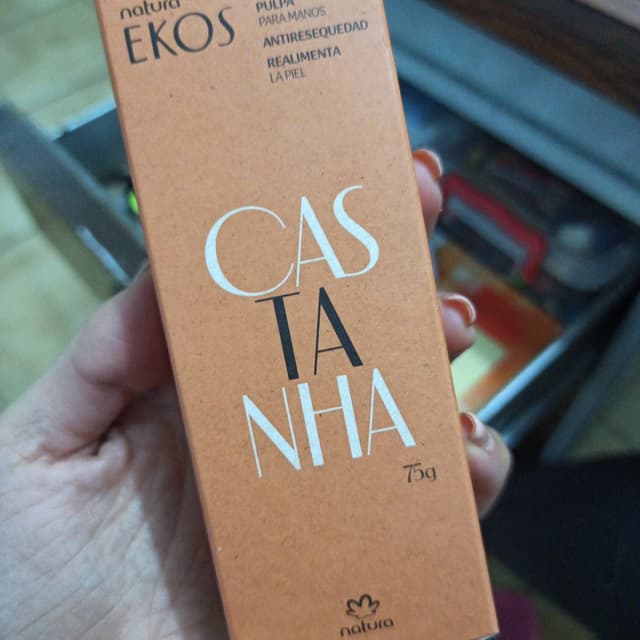 natura
EKOS
PULPA
PARA MANOS
ANTIRESEQUEDAD
REALIMENTA
LA PIEL
CAS
TA
NHA
75g
natura